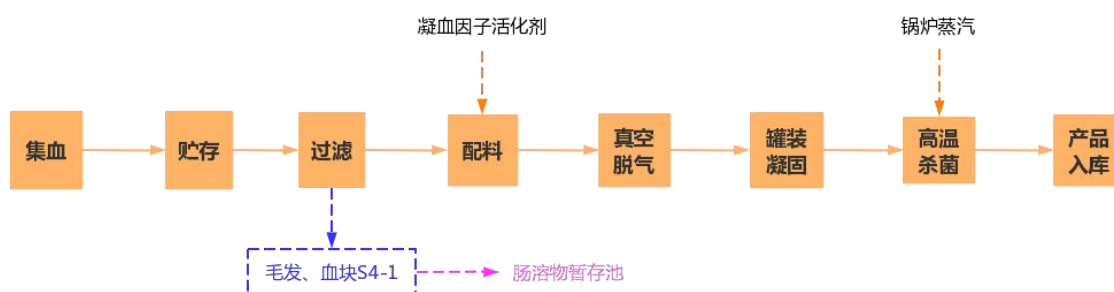 凝血因子活化剂
锅炉蒸汽
集血
贮存
过滤
配料
真空
脱气
罐装
凝固
高温
杀菌
产品
入库
毛发、血块S4-1
肠溶物暂存池